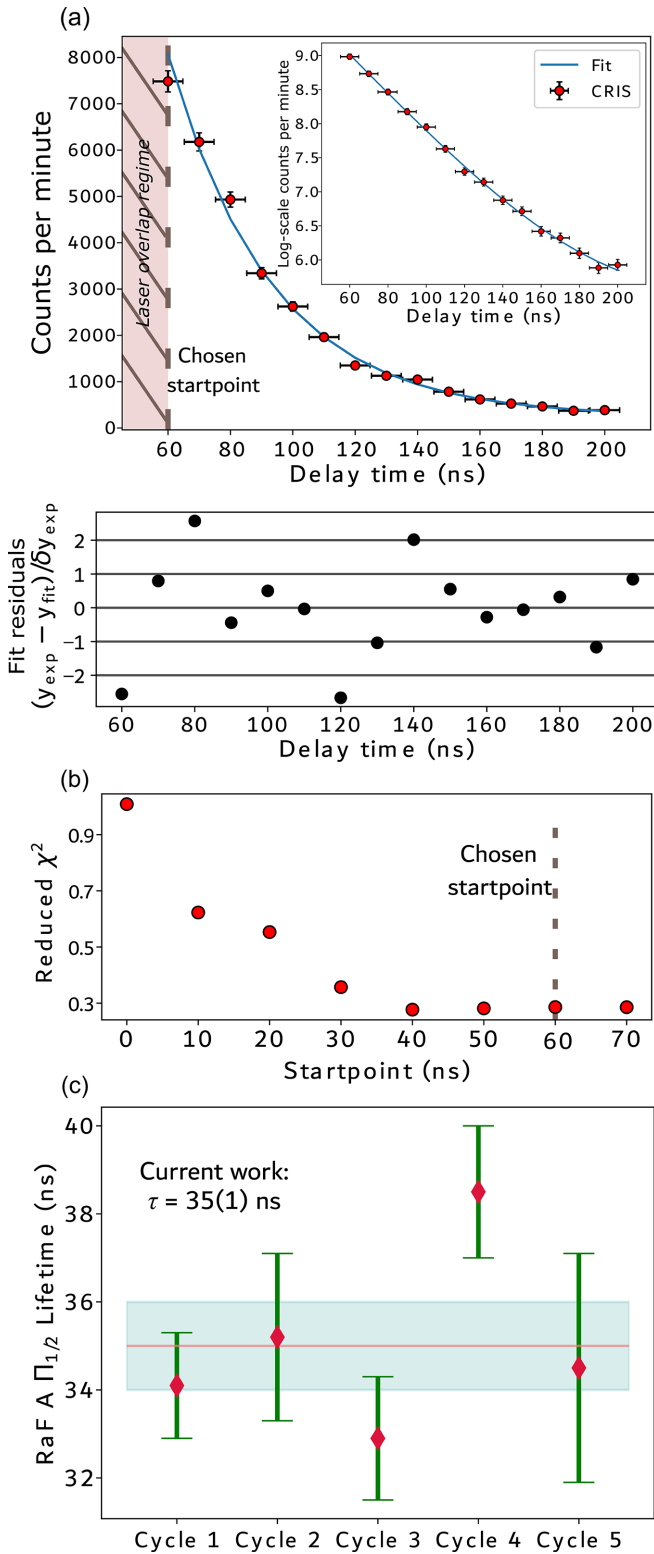 (a)
8000
7000
6000
5000
4000
3000
2000
1000
0
Counts per minute
Laser overlap regime
Chosen
startpoint
60 80 100 120 140 160 180 200
Delay time (ns)
9.0
8.5
8.0
7.5
7.0
6.5
6.0
Log-scale counts per minute
Fit
CRIS
60 80 100 120 140 160 180 200
Delay time (ns)
2
1
0
−1
−2
Fit residuals
(y_exp − y_fit)/δy_exp
60 80 100 120 140 160 180 200
Delay time (ns)
(b)
0.9
0.7
0.5
0.3
Reduced χ²
Chosen
startpoint
0 10 20 30 40 50 60 70
Startpoint (ns)
(c)
40
38
36
34
32
RaF A Π₁/₂ Lifetime (ns)
Current work:
τ = 35(1) ns
Cycle 1 Cycle 2 Cycle 3 Cycle 4 Cycle 5